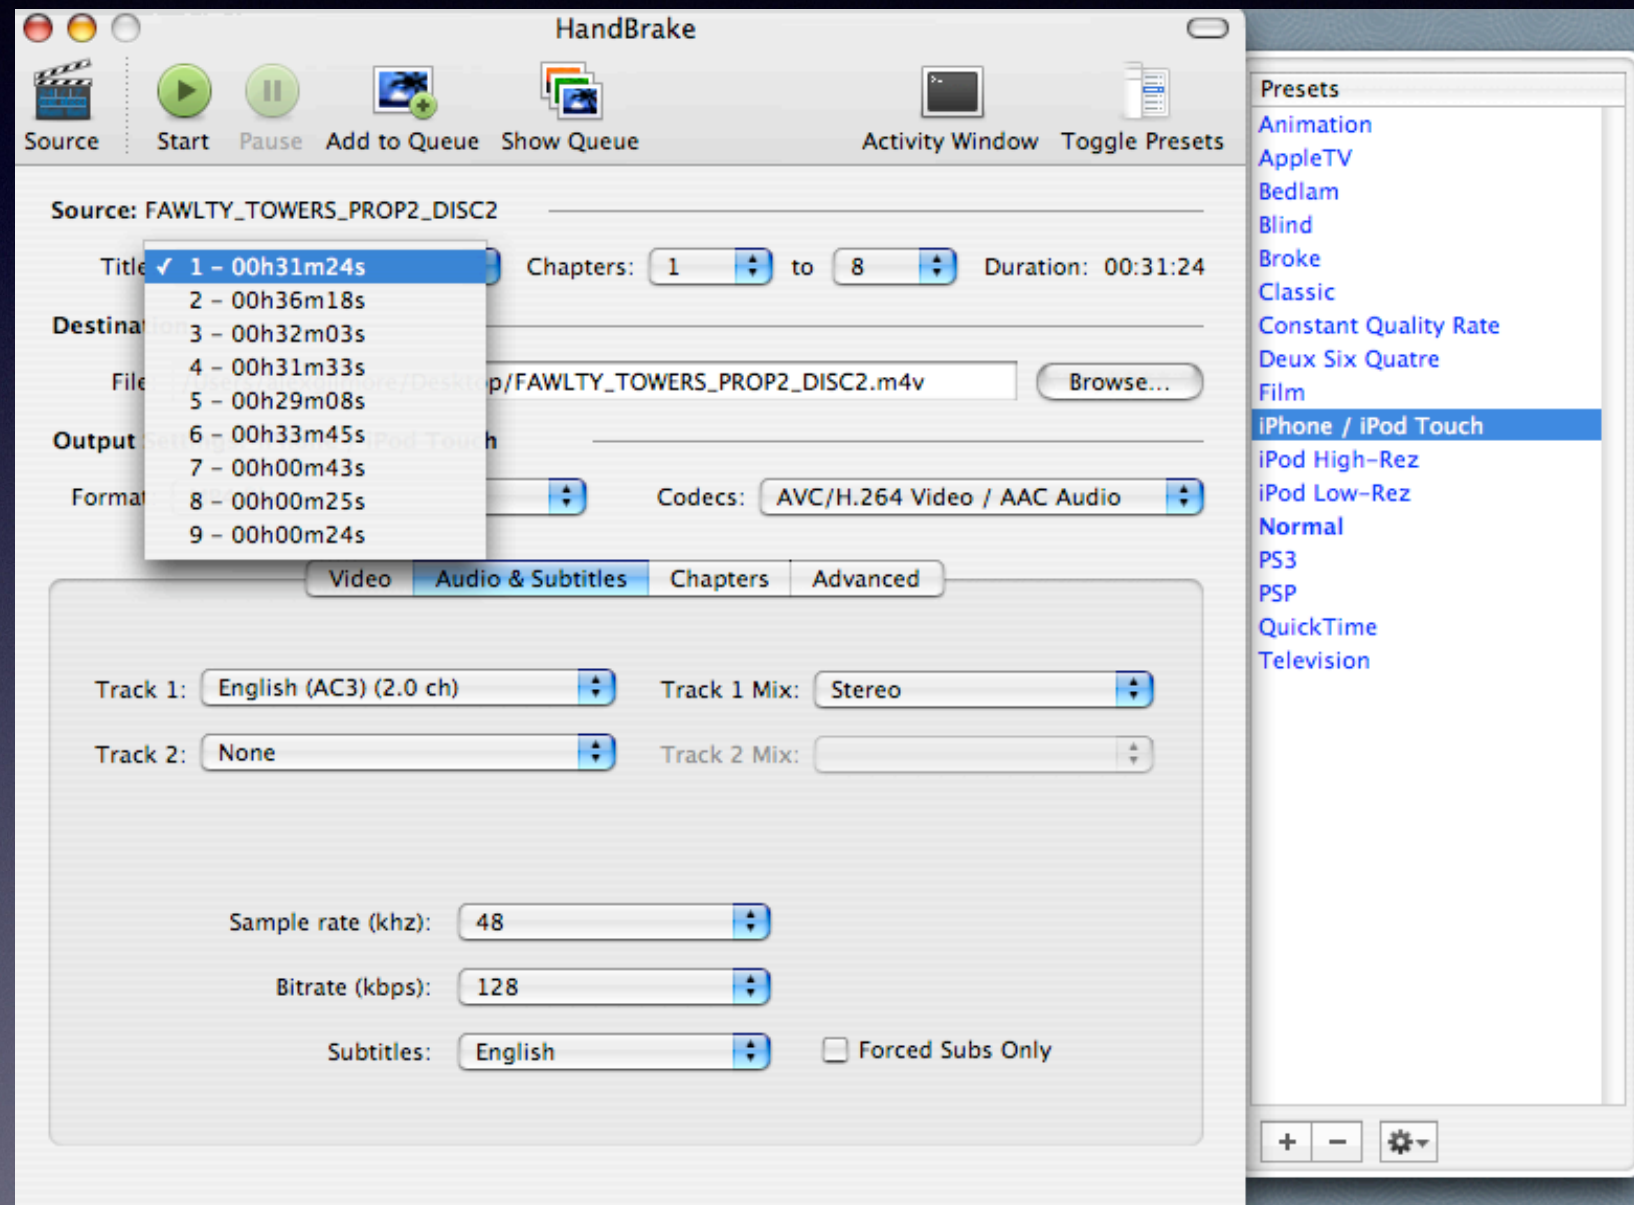 HandBrake
Source Start Pause Add to Queue Show Queue Activity Window Toggle Presets
Source: FAWLTY_TOWERS_PROP2_DISC2
Title ✓ 1 – 00h31m24s Chapters: 1 to 8 Duration: 00:31:24
2 – 00h36m18s
Destination
3 – 00h32m03s
4 – 00h31m33s
File /Desktop/FAWLTY_TOWERS_PROP2_DISC2.m4v Browse...
5 – 00h29m08s
Output iPod Touch
6 – 00h33m45s
7 – 00h00m43s
Format Codecs: AVC/H.264 Video / AAC Audio
8 – 00h00m25s
9 – 00h00m24s
Video Audio & Subtitles Chapters Advanced
Track 1: English (AC3) (2.0 ch) Track 1 Mix: Stereo
Track 2: None Track 2 Mix:
Sample rate (khz): 48
Bitrate (kbps): 128
Subtitles: English Forced Subs Only
Presets
Animation
AppleTV
Bedlam
Blind
Broke
Classic
Constant Quality Rate
Deux Six Quatre
Film
iPhone / iPod Touch
iPod High-Rez
iPod Low-Rez
Normal
PS3
PSP
QuickTime
Television